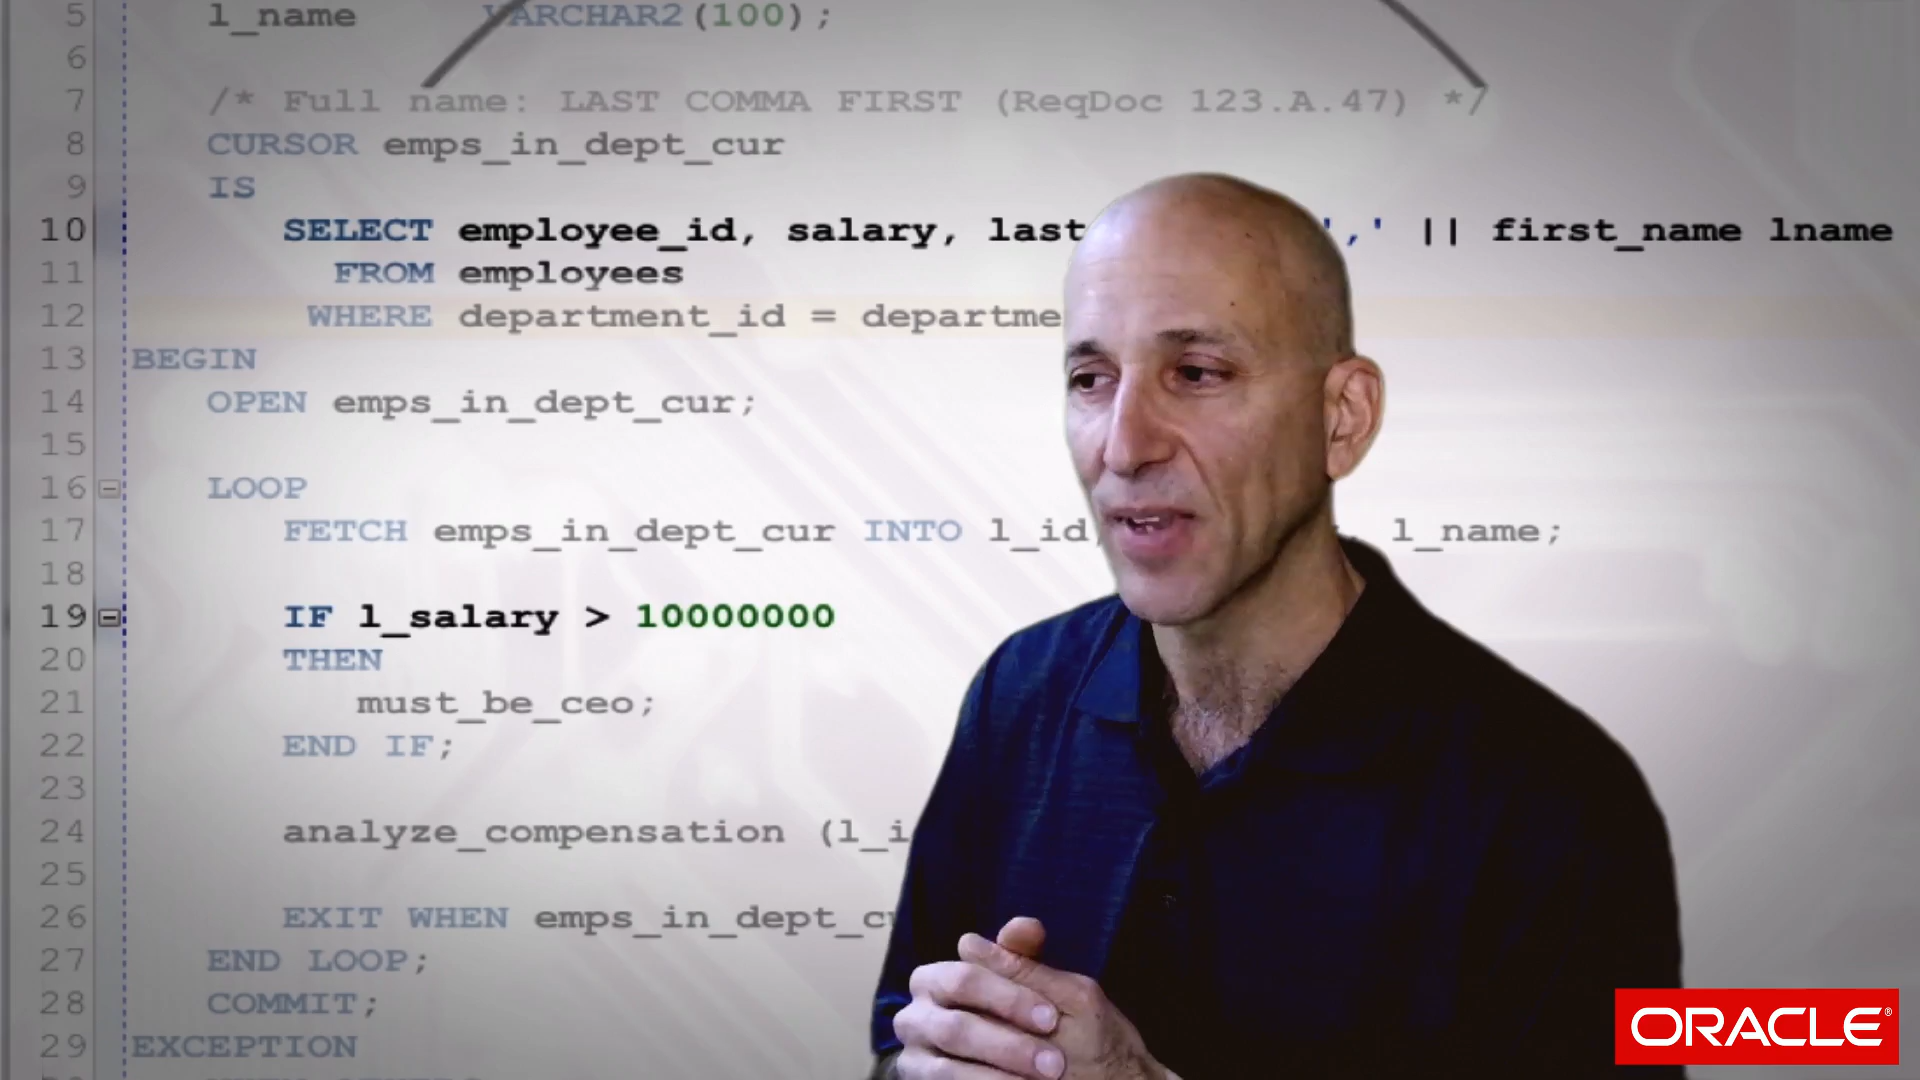 5 l_name VARCHAR2(100);
6
7 /* Full name: LAST COMMA FIRST (ReqDoc 123.A.47) */
8 CURSOR emps_in_dept_cur
9 IS
10 SELECT employee_id, salary, last ',' || first_name lname
11 FROM employees
12 WHERE department_id = departme
13 BEGIN
14 OPEN emps_in_dept_cur;
15
16 LOOP
17 FETCH emps_in_dept_cur INTO l_id, l_name;
18
19 IF l_salary > 10000000
20 THEN
21 must_be_ceo;
22 END IF;
23
24 analyze_compensation (l_i
25
26 EXIT WHEN emps_in_dept_cu
27 END LOOP;
28 COMMIT;
29 EXCEPTION
ORACLE®